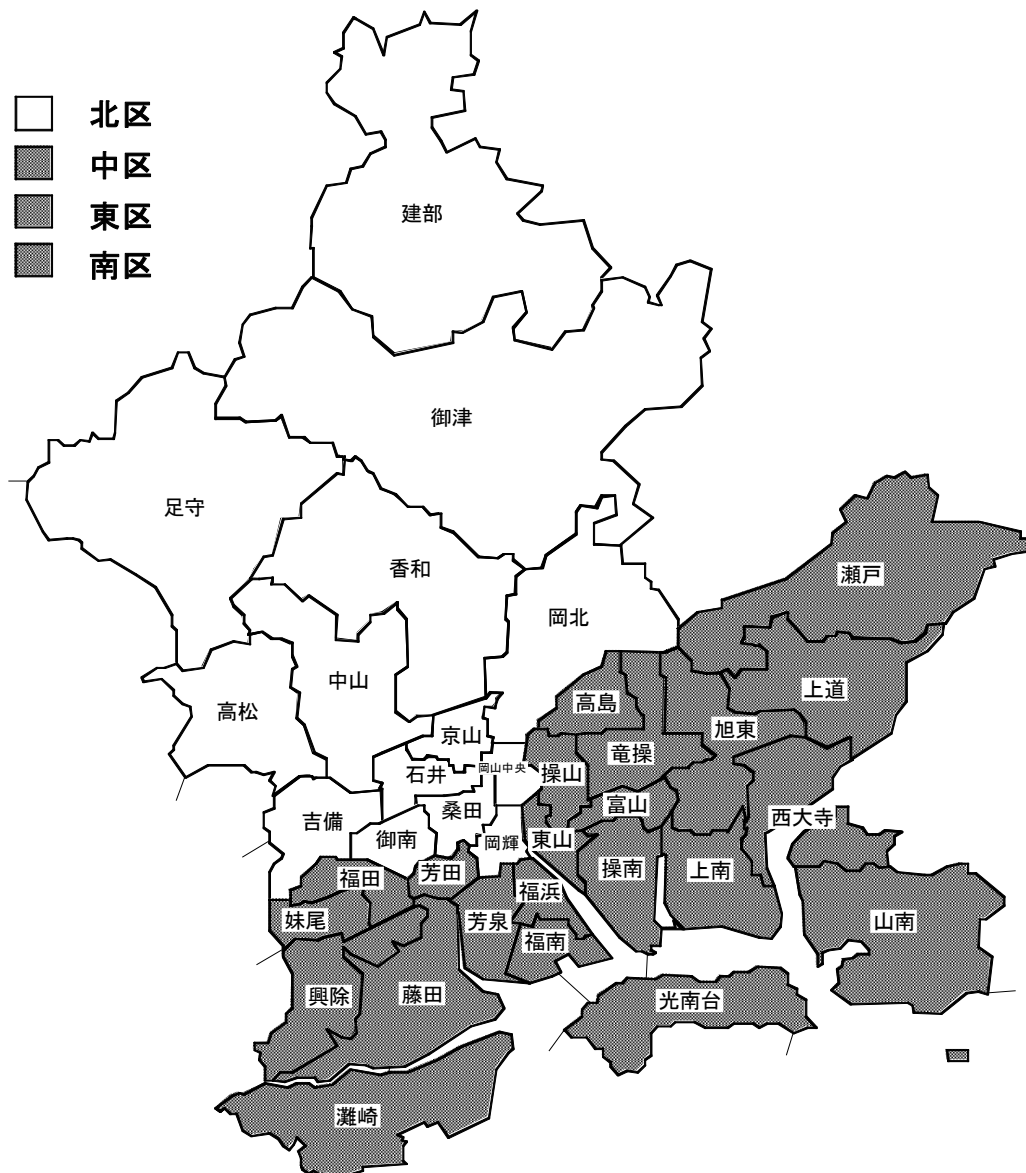 北区
中区
東区
南区
建部
御津
足守
香和
岡北
瀬戸
中山
高松
高島
上道
京山
旭東
竜操
岡山中央
操山
石井
富山
桑田
吉備
西大寺
御南
岡輝
東山
芳田
操南
上南
福田
福浜
妹尾
芳泉
山南
福南
興除
藤田
光南台
灘崎